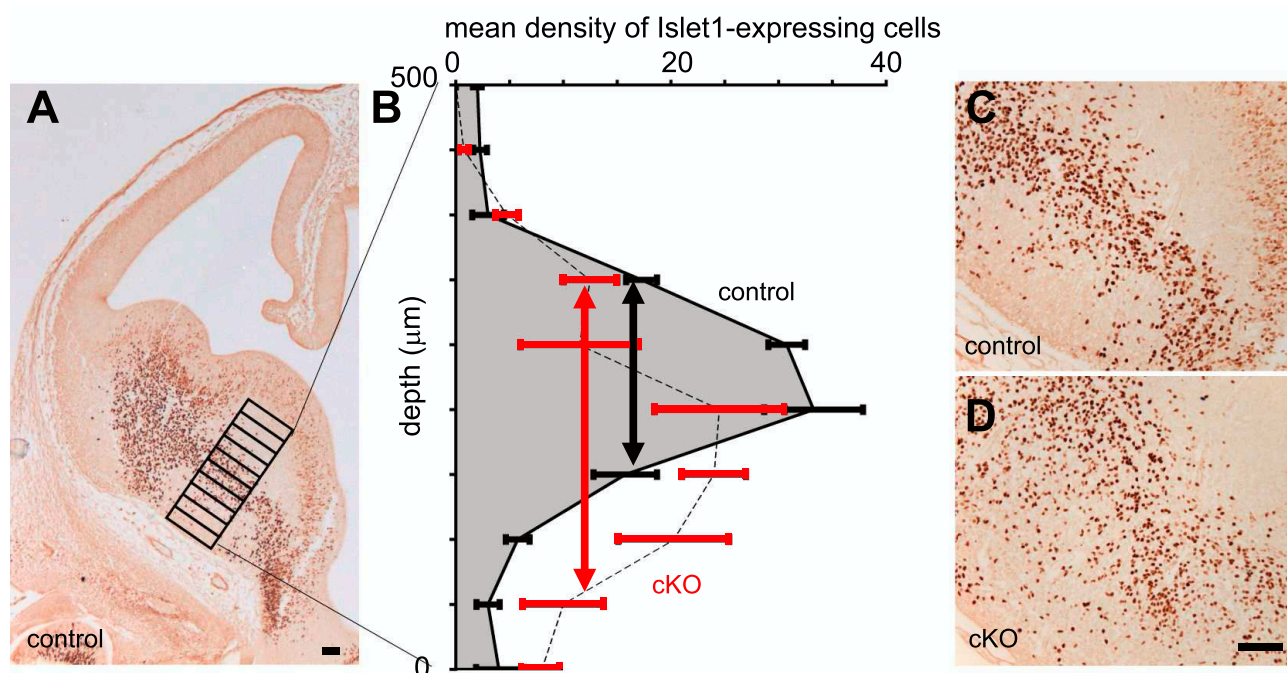 mean density of Islet1-expressing cells
0 20 40
500
A
B
C
control
depth (μm)
control
cKO
D
0
control
cKO